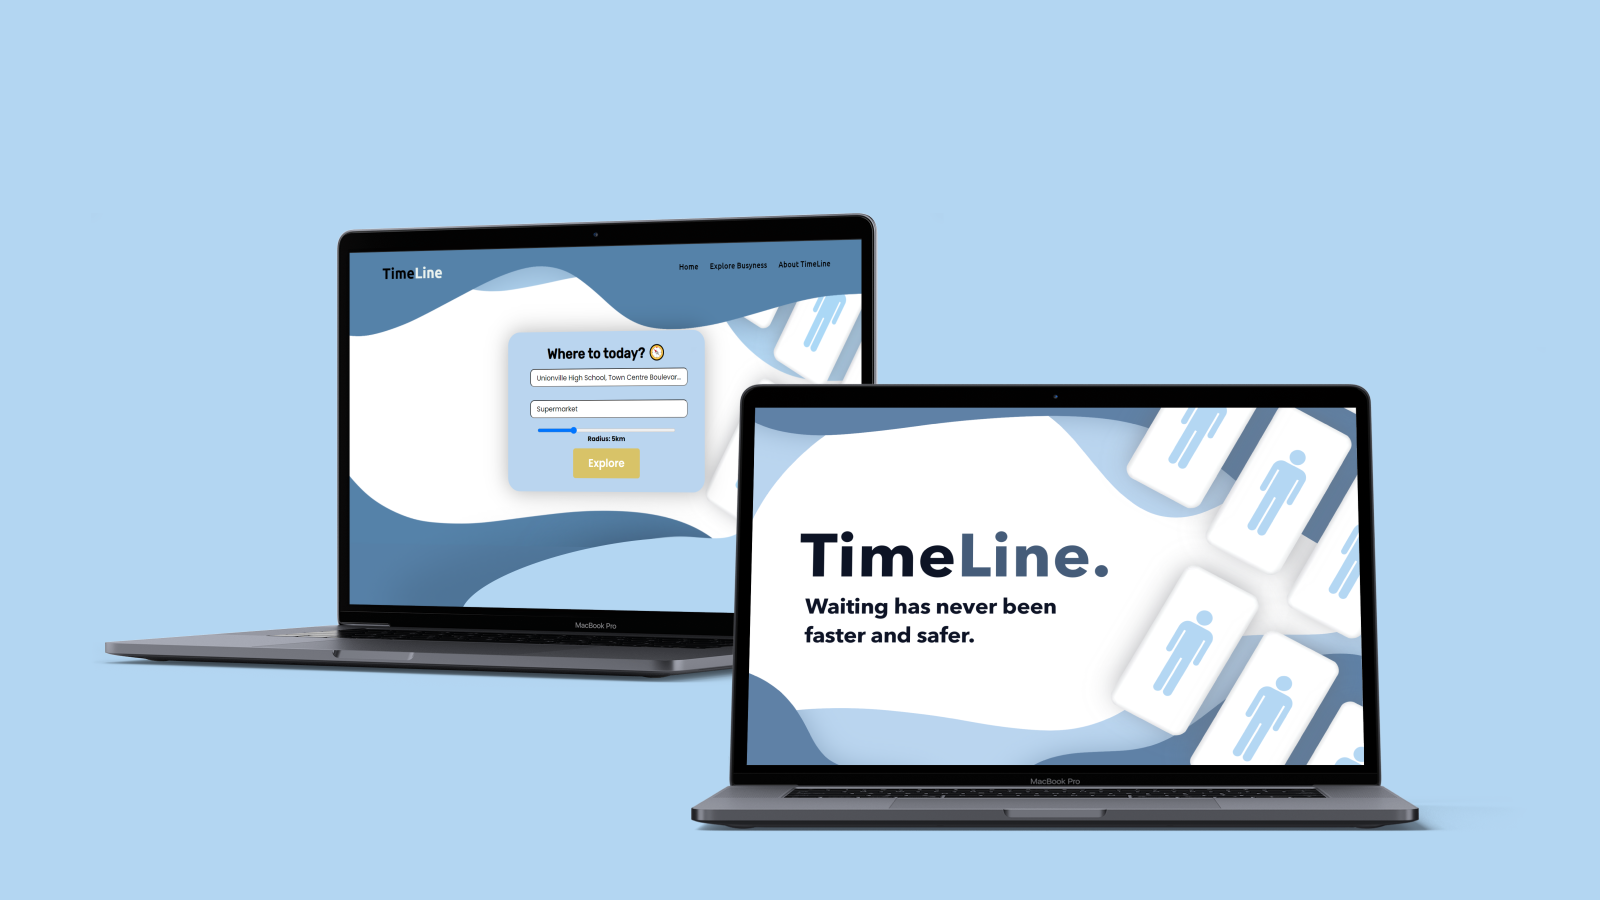 TimeLine
Home Explore Busyness About TimeLine
Where to today?
Unionville High School, Town Centre Boulevar...
Supermarket
Radius: 5km
Explore
MacBook Pro
TimeLine.
Waiting has never been
faster and safer.
MacBook Pro